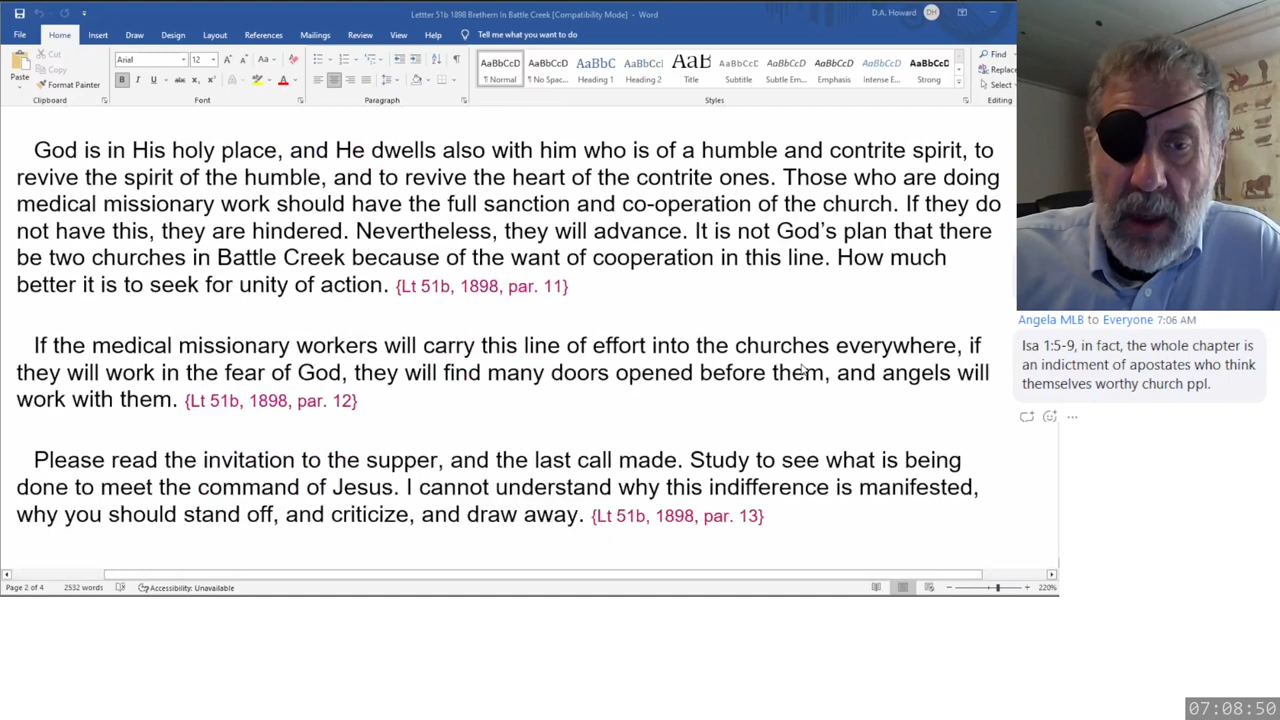 Lettter 51b 1898 Brethern In Battle Creek [Compatibility Mode] - Word
D.A. Howard
DH
File Home Insert Draw Design Layout References Mailings Review View Help Tell me what you want to do
Paste
Cut
Copy
Format Painter
Arial 12
AaBbCcD AaBbCcD AaBbC AaBbCc AaB AaBbCcD AaBbCcD AaBbCcD AaBbCcD AaBbCcD
¶ Normal ¶ No Spac... Heading 1 Heading 2 Title Subtitle Subtle Em... Emphasis Intense E... Strong
Find
Replace
Select
Clipboard Font Paragraph Styles Editing
God is in His holy place, and He dwells also with him who is of a humble and contrite spirit, to
revive the spirit of the humble, and to revive the heart of the contrite ones. Those who are doing
medical missionary work should have the full sanction and co-operation of the church. If they do
not have this, they are hindered. Nevertheless, they will advance. It is not God’s plan that there
be two churches in Battle Creek because of the want of cooperation in this line. How much
better it is to seek for unity of action. {Lt 51b, 1898, par. 11}
If the medical missionary workers will carry this line of effort into the churches everywhere, if
they will work in the fear of God, they will find many doors opened before them, and angels will
work with them. {Lt 51b, 1898, par. 12}
Please read the invitation to the supper, and the last call made. Study to see what is being
done to meet the command of Jesus. I cannot understand why this indifference is manifested,
why you should stand off, and criticize, and draw away. {Lt 51b, 1898, par. 13}
Page 2 of 4 2532 words Accessibility: Unavailable 220%
Angela MLB to Everyone 7:06 AM
Isa 1:5-9, in fact, the whole chapter is
an indictment of apostates who think
themselves worthy church ppl.
07:08:50